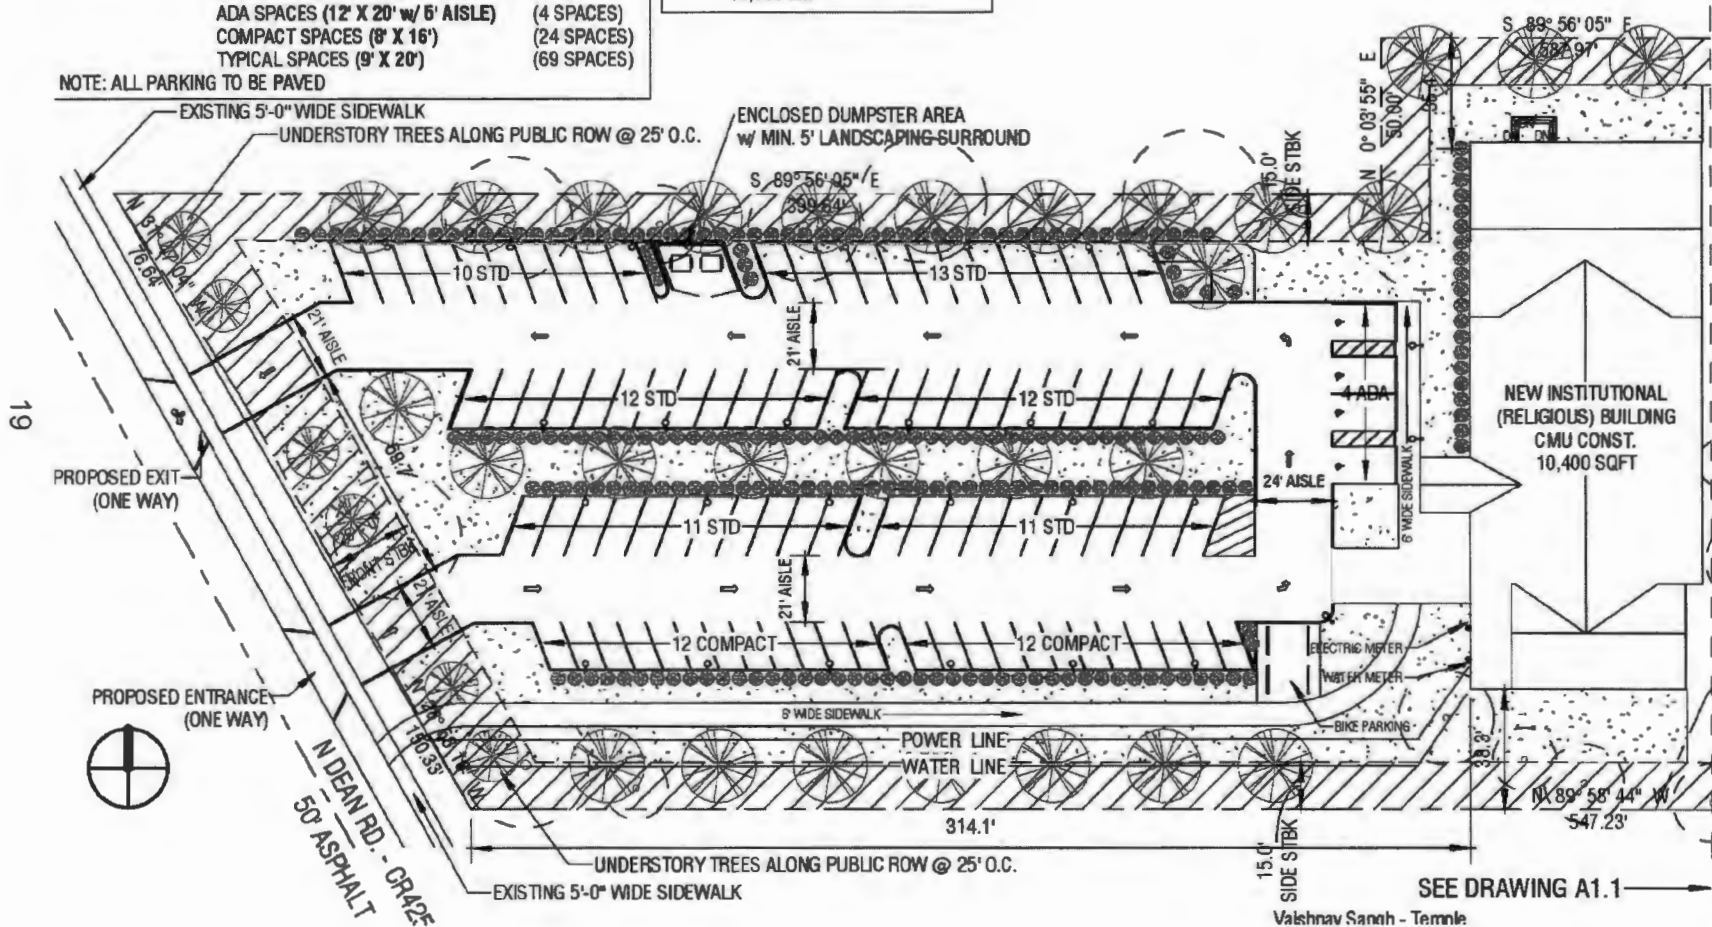 ADA SPACES (12' X 20' w/ 5' AISLE) (4 SPACES)
COMPACT SPACES (8' X 16') (24 SPACES)
TYPICAL SPACES (9' X 20') (69 SPACES)
NOTE: ALL PARKING TO BE PAVED
EXISTING 5'-0" WIDE SIDEWALK
UNDERSTORY TREES ALONG PUBLIC ROW @ 25' O.C.
ENCLOSED DUMPSTER AREA
w/ MIN. 5' LANDSCAPING SURROUND
S 89° 56' 05" E
587.97'
N 0° 03' 55" E
50.00'
S 89° 56' 05" E
399.64'
15.0'
SIDE STBK
76.64'
10 STD
13 STD
21' AISLE
21' AISLE
12 STD
12 STD
4 ADA
NEW INSTITUTIONAL
(RELIGIOUS) BUILDING
CMU CONST.
10,400 SQFT
19
PROPOSED EXIT
(ONE WAY)
69.7'
24' AISLE
6' WIDE SIDEWALK
11 STD
11 STD
FRONT STBK
21' AISLE
21' AISLE
12 COMPACT
12 COMPACT
ELECTRIC METER
WATER METER
PROPOSED ENTRANCE
(ONE WAY)
6' WIDE SIDEWALK
BIKE PARKING
POWER LINE
WATER LINE
150.33'
38.8'
N 89° 58' 44" W
547.23'
N DEAN RD. - CR425
50' ASPHALT
314.1'
UNDERSTORY TREES ALONG PUBLIC ROW @ 25' O.C.
15.0'
SIDE STBK
EXISTING 5'-0" WIDE SIDEWALK
SEE DRAWING A1.1
Vaishnav Sangh - Temple